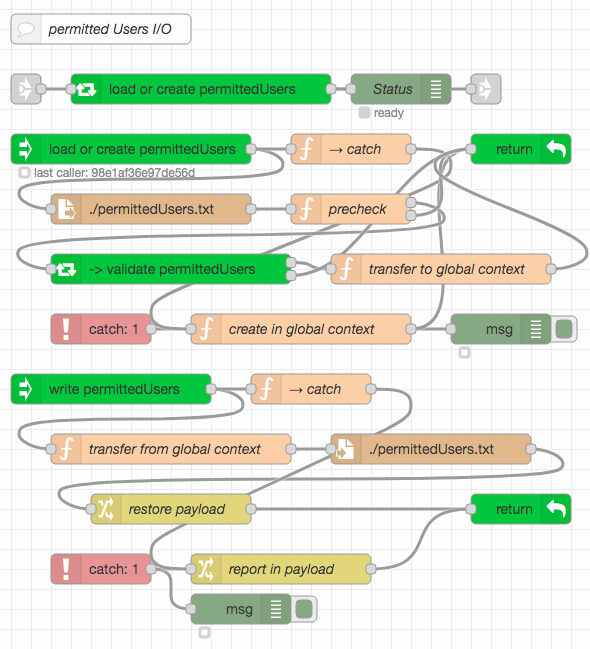 permitted Users I/O
load or create permittedUsers
Status
ready
load or create permittedUsers
→ catch
return
last caller: 98e1af36e97de56d
./permittedUsers.txt
precheck
-> validate permittedUsers
transfer to global context
catch: 1
create in global context
msg
write permittedUsers
→ catch
transfer from global context
./permittedUsers.txt
restore payload
return
catch: 1
report in payload
msg